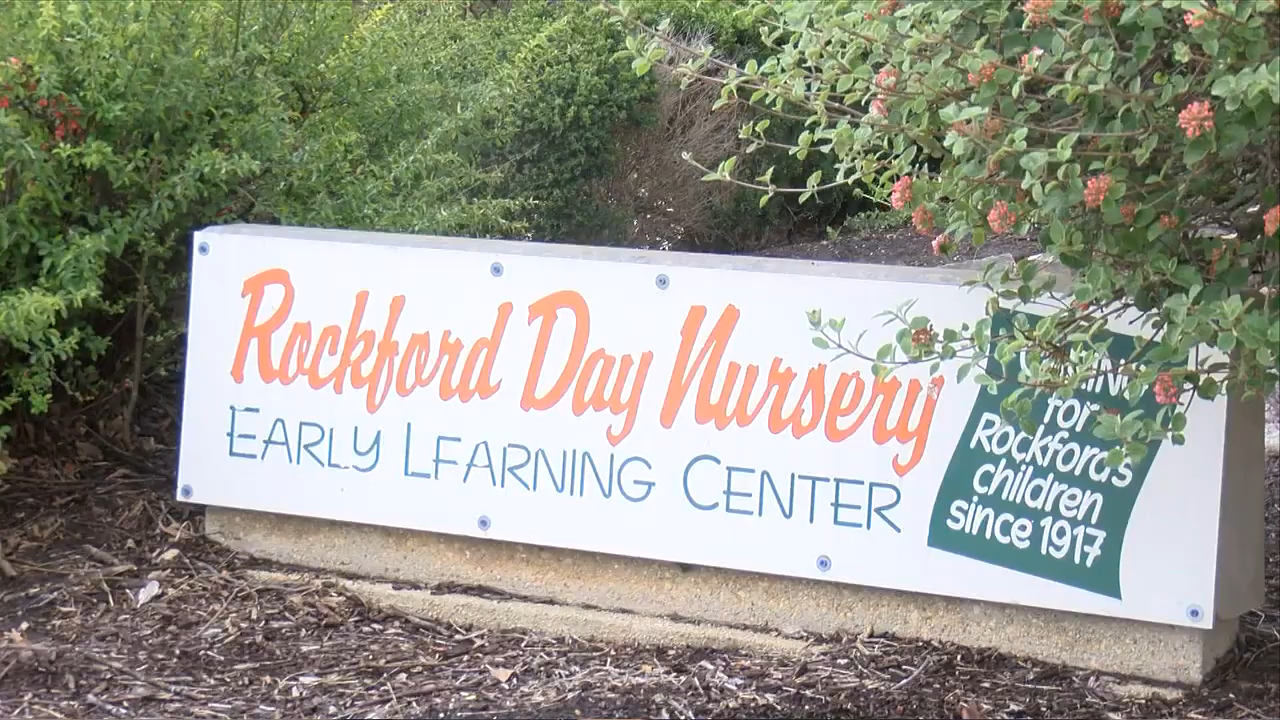 Rockford Day Nursery
EARLY LEARNING CENTER
for
Rockford's
children
since 1917